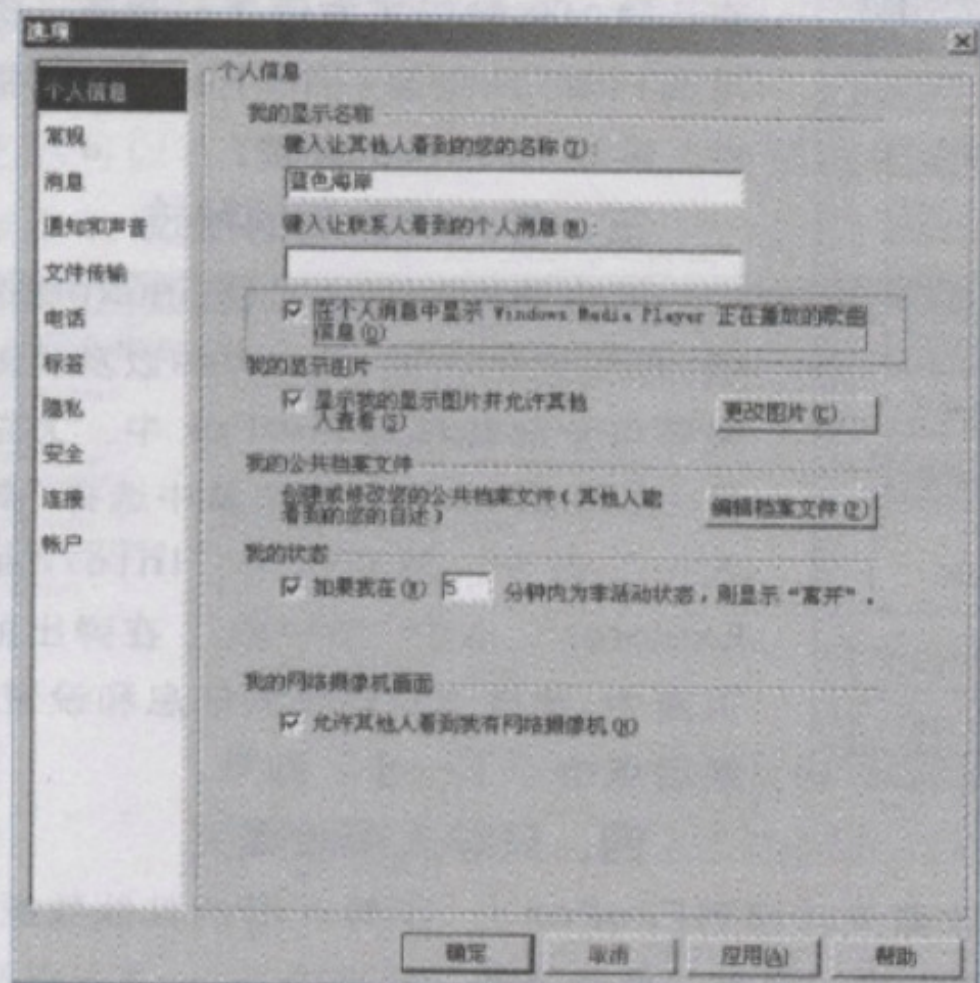 选项
个人信息
常规
消息
通知和声音
文件传输
电话
标签
隐私
安全
连接
帐户
个人信息
我的显示名称
键入让其他人看到的您的名称(T):
蓝色海岸
键入让联系人看到的个人消息
在个人消息中显示 Windows Media Player 正在播放的歌曲
信息
我的显示图片
显示我的显示图片并允许其他
人查看(S)
更改图片(C)...
我的公共档案文件
创建或修改您的公共档案文件(其他人能
看到的您的自述)
编辑档案文件(P)
我的状态
如果我在 5 分钟内为非活动状态,则显示“离开”。
我的网络摄像机画面
允许其他人看到我有网络摄像机
确定
取消
应用(A)
帮助